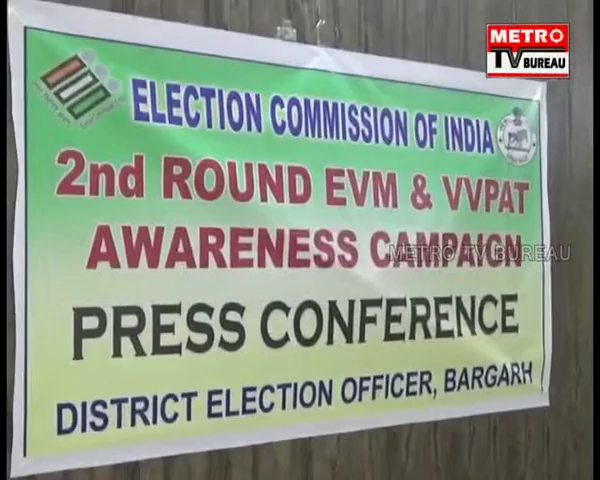 METRO
TV BUREAU
ELECTION COMMISSION OF INDIA
2nd ROUND EVM & VVPAT
AWARENESS CAMPAIGN
METRO TV BUREAU
PRESS CONFERENCE
DISTRICT ELECTION OFFICER, BARGARH